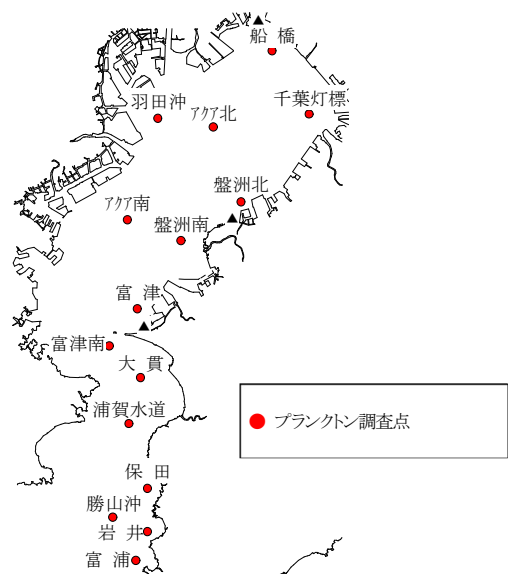 船橋
千葉灯標
羽田沖
ｱｸｱ北
盤洲北
ｱｸｱ南
盤洲南
富津
富津南
大貫
浦賀水道
プランクトン調査点
保田
勝山沖
岩井
富浦